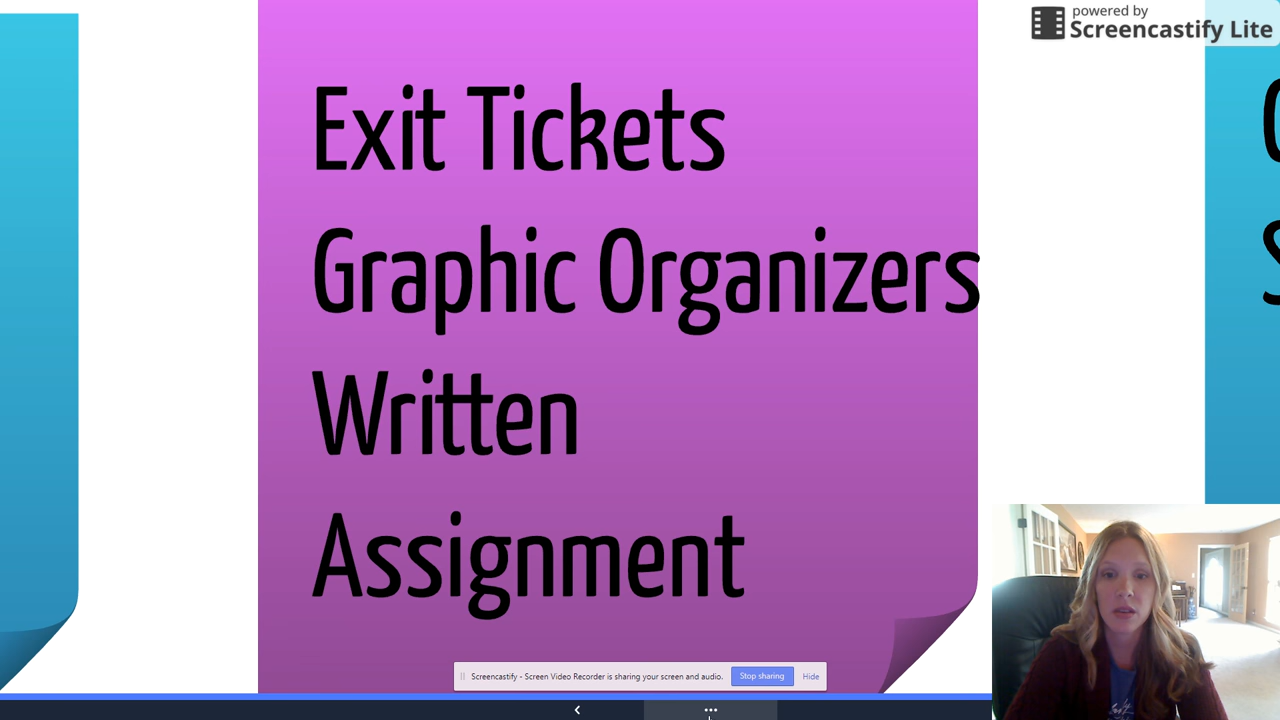 powered by
Screencastify Lite
Exit Tickets
Graphic Organizers
Written
Assignment
Screencastify - Screen Video Recorder is sharing your screen and audio.
Stop sharing
Hide